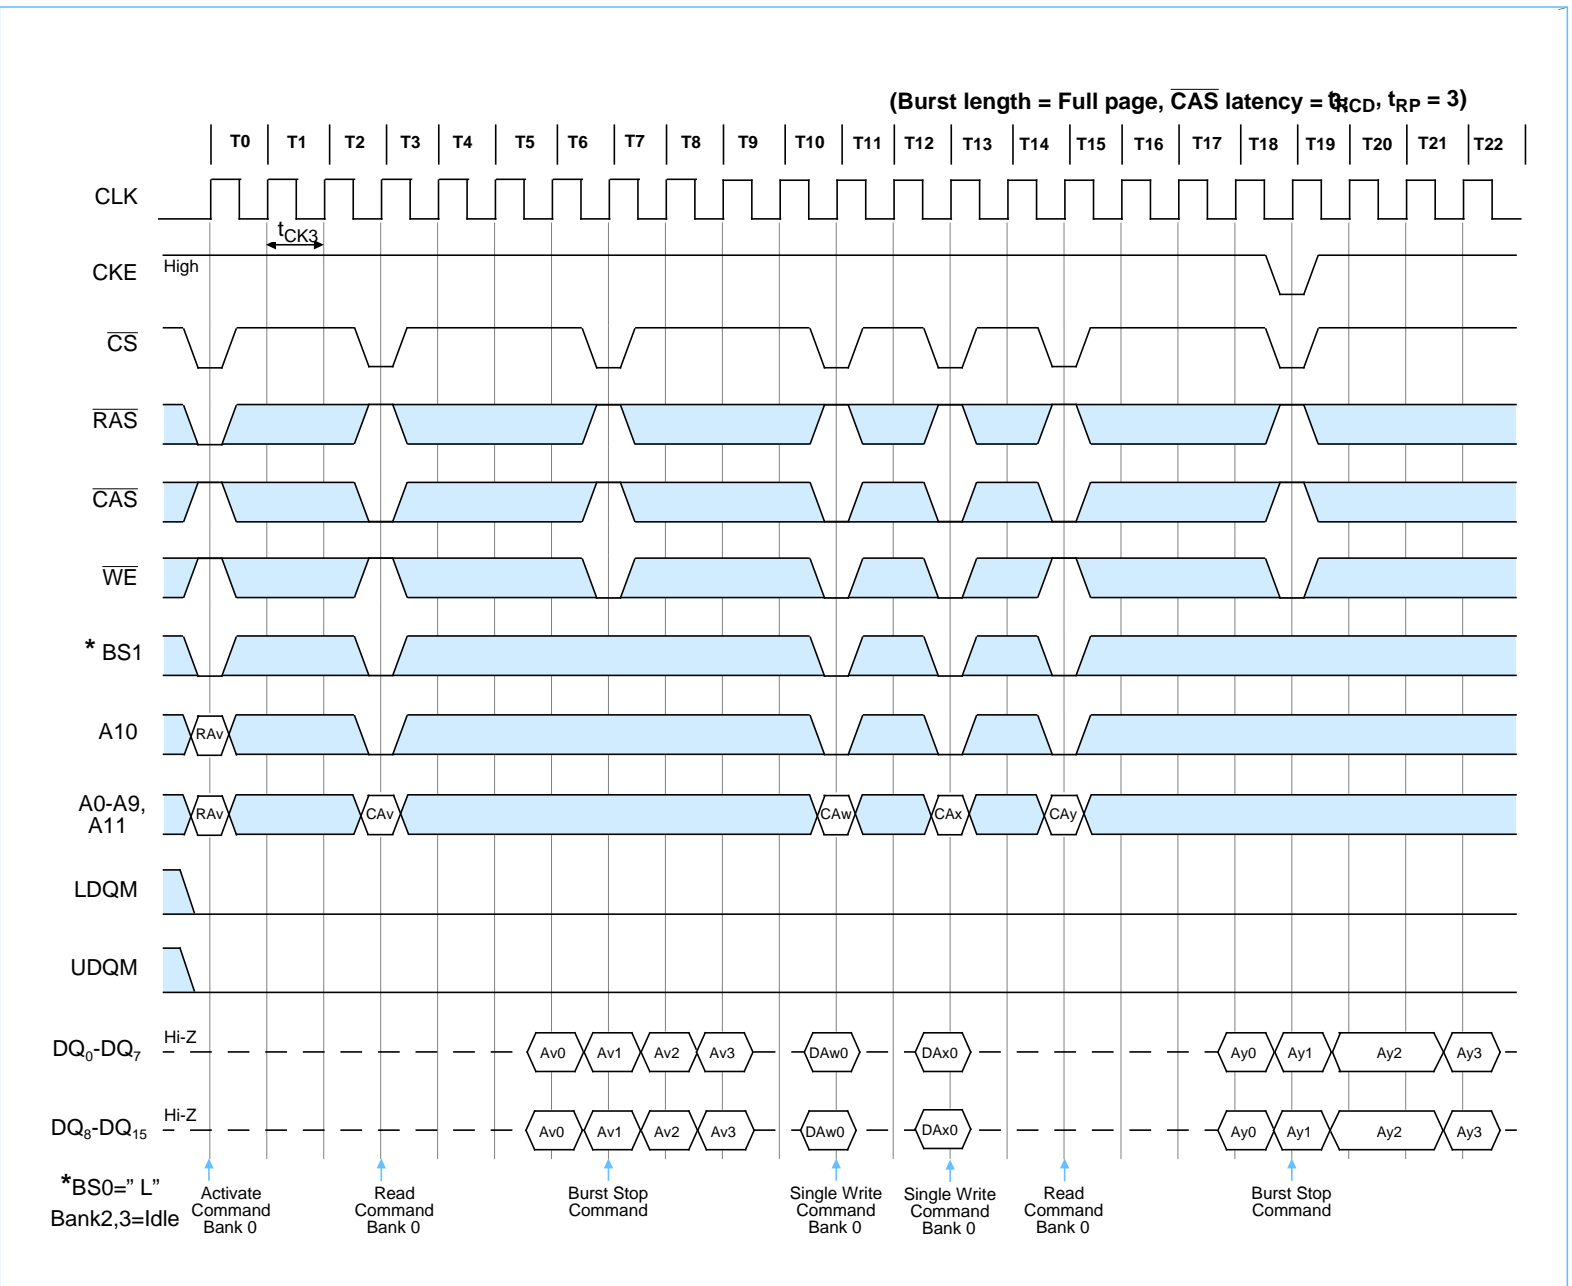 (Burst length = Full page, CAS latency = 3, tRCD, tRP = 3)
T0 T1 T2 T3 T4 T5 T6 T7 T8 T9 T10 T11 T12 T13 T14 T15 T16 T17 T18 T19 T20 T21 T22
CLK
tCK3
CKE High
CS
RAS
CAS
WE
* BS1
A10 RAv
A0-A9,
A11
RAv CAv CAw CAx CAy
LDQM
UDQM
DQ0-DQ7 Hi-Z Av0 Av1 Av2 Av3 DAw0 DAx0 Ay0 Ay1 Ay2 Ay3
DQ8-DQ15 Hi-Z Av0 Av1 Av2 Av3 DAw0 DAx0 Ay0 Ay1 Ay2 Ay3
*BS0=” L”
Bank2,3=Idle
Activate
Command
Bank 0
Read
Command
Bank 0
Burst Stop
Command
Single Write
Command
Bank 0
Single Write
Command
Bank 0
Read
Command
Bank 0
Burst Stop
Command